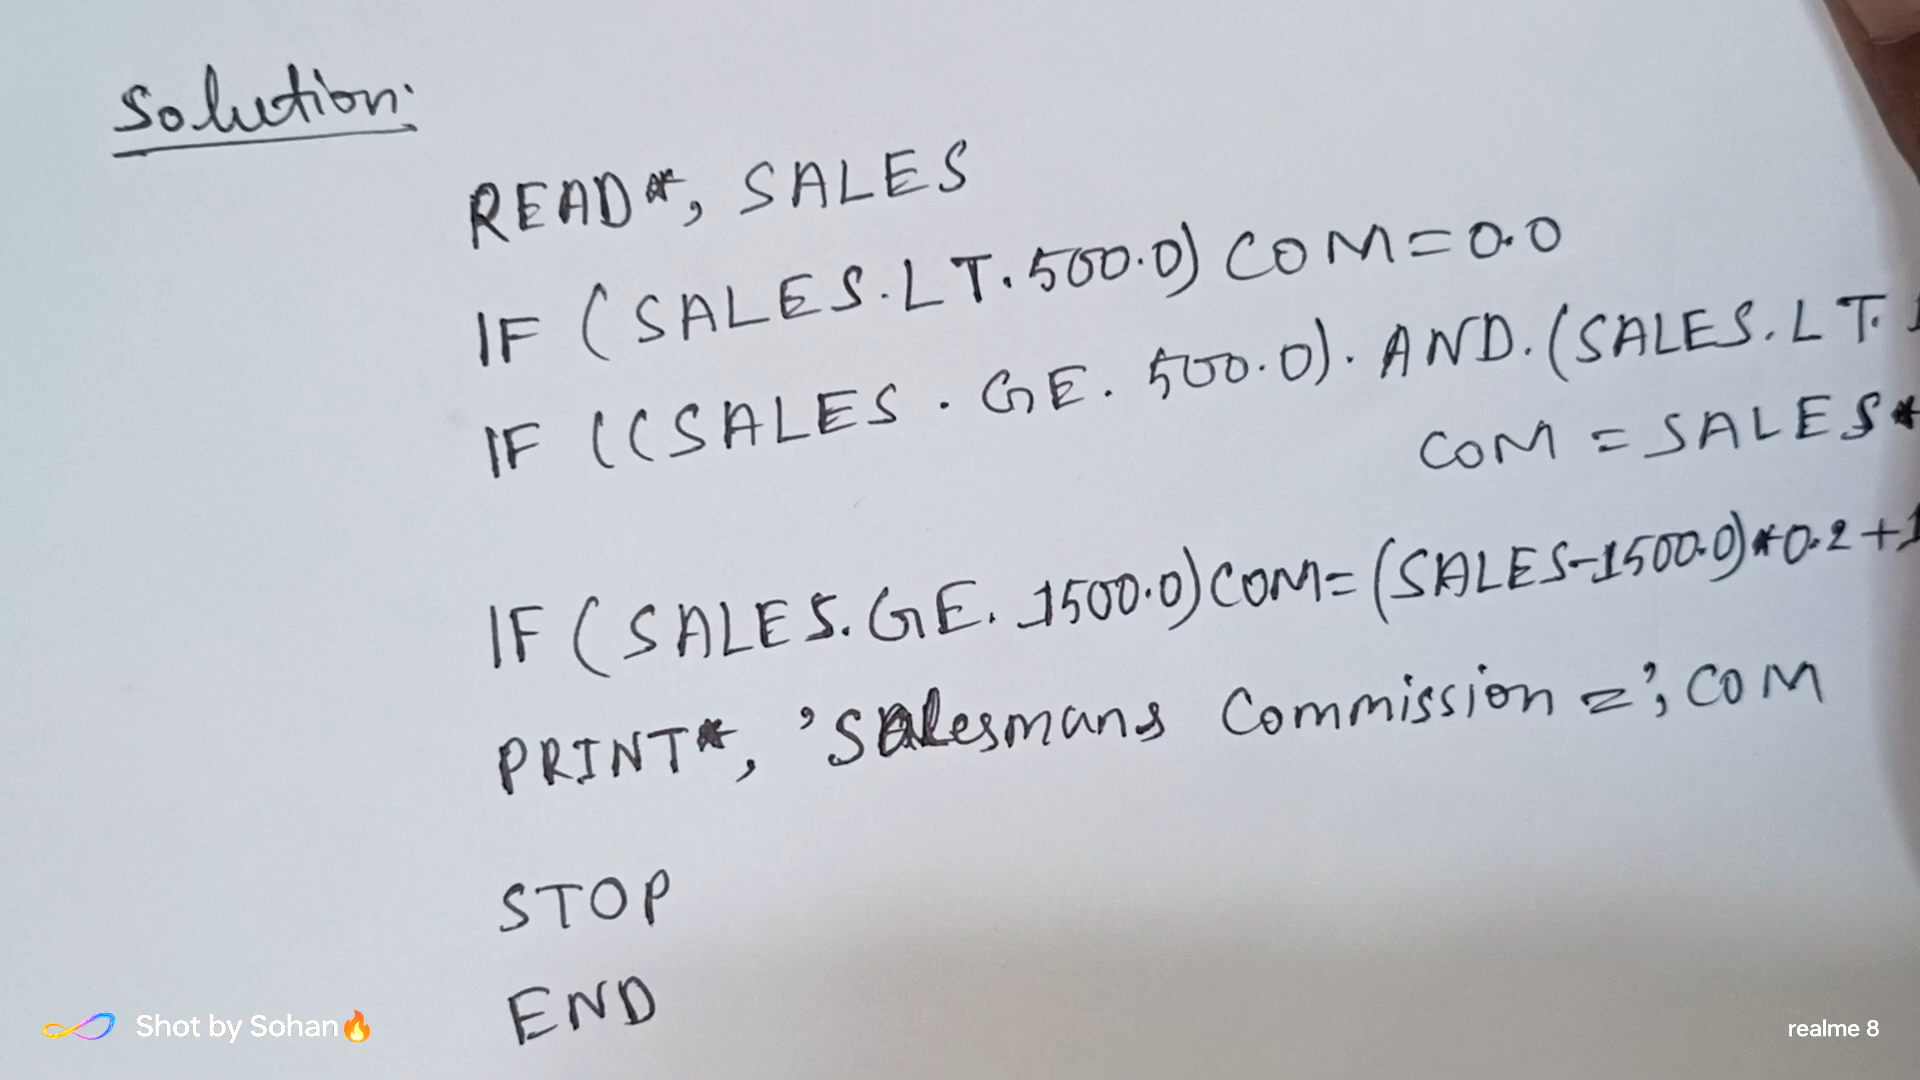 Solution:
READ*, SALES
IF (SALES.LT.500.0) COM=0.0
IF ((SALES.GE.500.0).AND.(SALES.LT.
COM = SALES*
IF (SALES.GE.1500.0) COM=(SALES-1500.0)*0.2+1
PRINT*, 'Salesmans Commission =', COM
STOP
END
Shot by Sohan🔥
realme 8